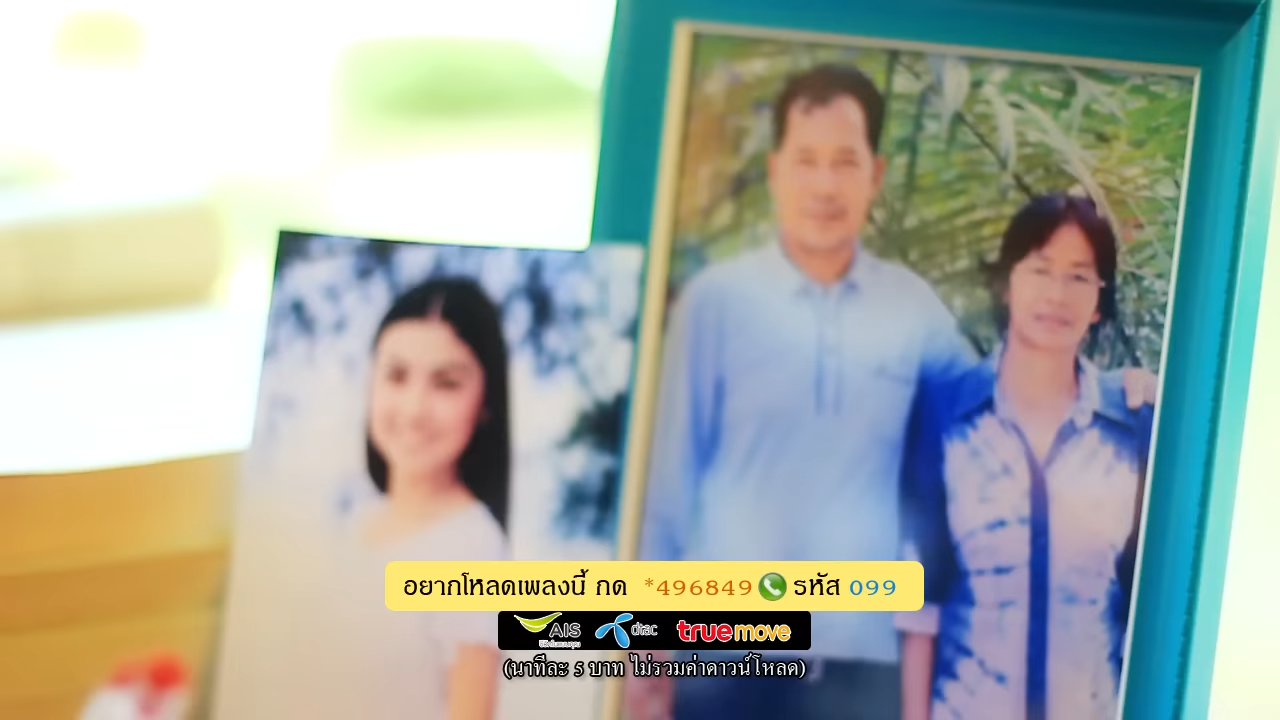 อยากโหลดเพลงนี้ กด *496849 รหัส 099
AIS dtac truemove
(นาทีละ 5 บาท ไม่รวมค่าดาวน์โหลด)